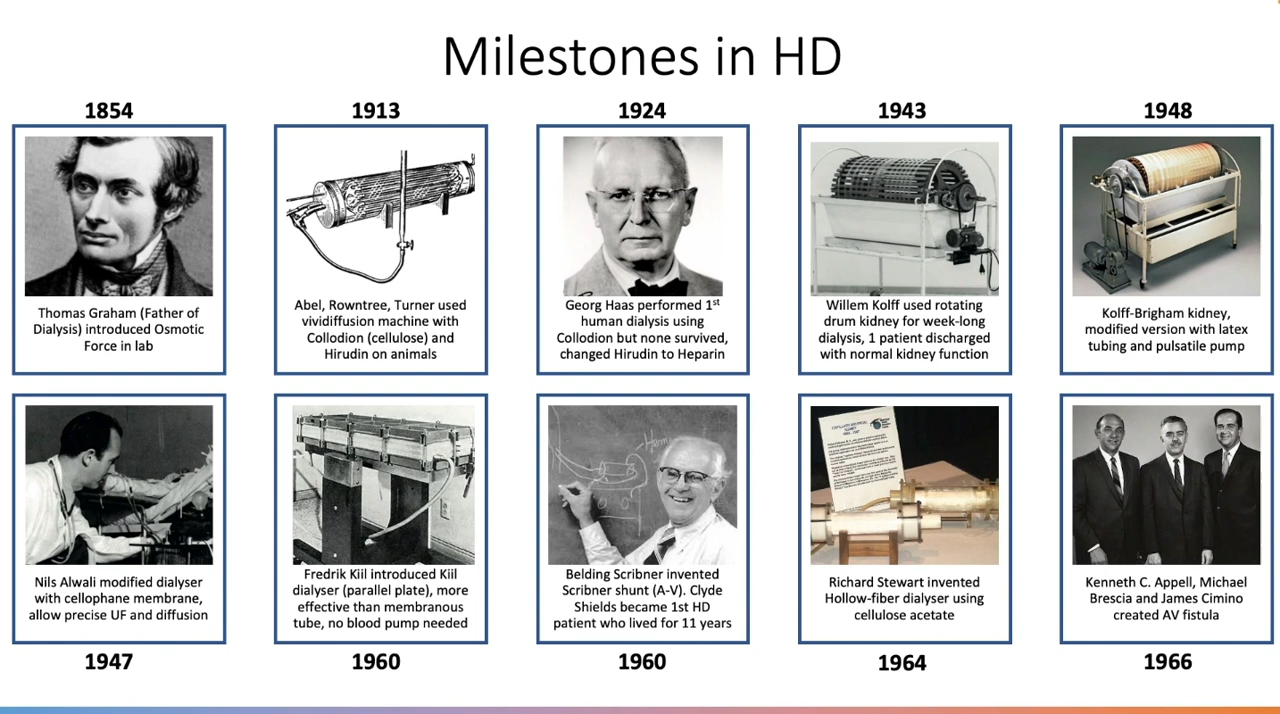 Milestones in HD
1854
1913
1924
1943
1948
Thomas Graham (Father of
Dialysis) introduced Osmotic
Force in lab
Abel, Rowntree, Turner used
vividiffusion machine with
Collodion (cellulose) and
Hirudin on animals
Georg Haas performed 1st
human dialysis using
Collodion but none survived,
changed Hirudin to Heparin
Willem Kolff used rotating
drum kidney for week-long
dialysis, 1 patient discharged
with normal kidney function
Kolff-Brigham kidney,
modified version with latex
tubing and pulsatile pump
Nils Alwali modified dialyser
with cellophane membrane,
allow precise UF and diffusion
Fredrik Kiil introduced Kiil
dialyser (parallel plate), more
effective than membranous
tube, no blood pump needed
Belding Scribner invented
Scribner shunt (A-V). Clyde
Shields became 1st HD
patient who lived for 11 years
Richard Stewart invented
Hollow-fiber dialyser using
cellulose acetate
Kenneth C. Appell, Michael
Brescia and James Cimino
created AV fistula
1947
1960
1960
1964
1966